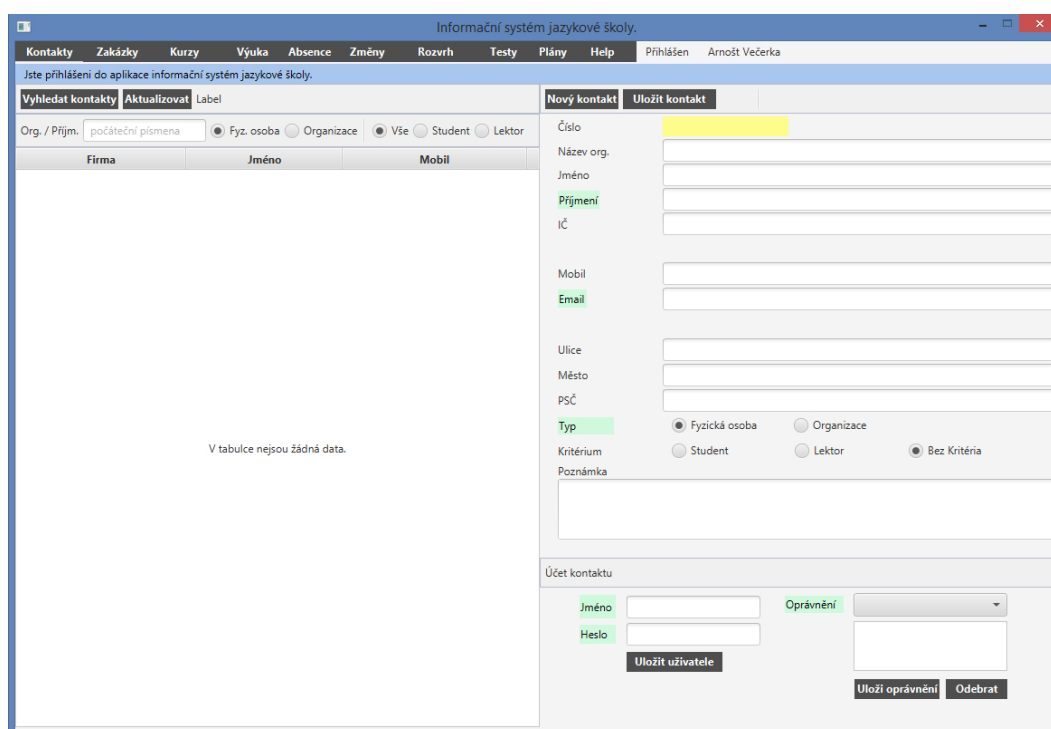 Informační systém jazykové školy.
Kontakty Zakázky Kurzy Výuka Absence Změny Rozvrh Testy Plány Help Přihlášen Arnošt Večerka
Jste přihlášeni do aplikace informační systém jazykové školy.
Vyhledat kontakty Aktualizovat Label
Org. / Příjm. počáteční písmena Fyz. osoba Organizace Vše Student Lektor
Firma Jméno Mobil
V tabulce nejsou žádná data.
Nový kontakt Uložit kontakt
Číslo
Název org.
Jméno
Příjmení
IČ
Mobil
Email
Ulice
Město
PSČ
Typ Fyzická osoba Organizace
Kritérium Student Lektor Bez Kritéria
Poznámka
Účet kontaktu
Jméno Oprávnění
Heslo
Uložit uživatele
Uloži oprávnění Odebrat